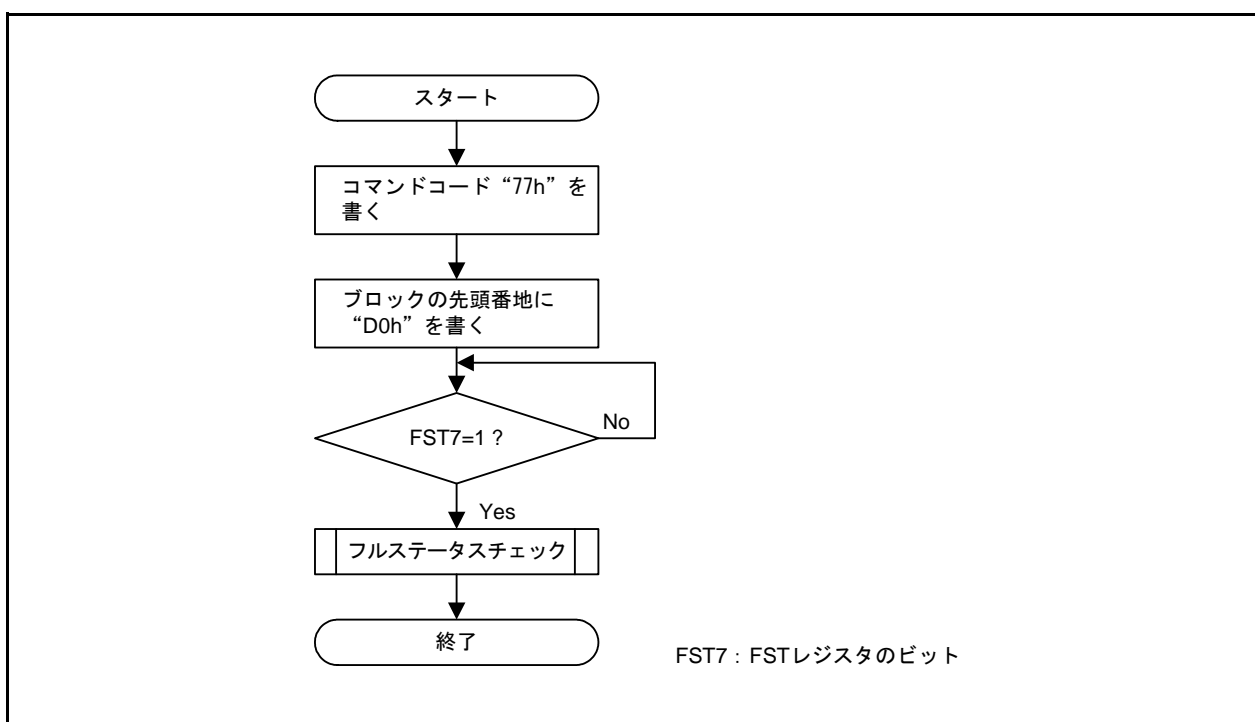 スタート
コマンドコード“77h”を
書く
ブロックの先頭番地に
“D0h”を書く
FST7=1 ?
No
Yes
フルステータスチェック
終了
FST7 : FSTレジスタのビット